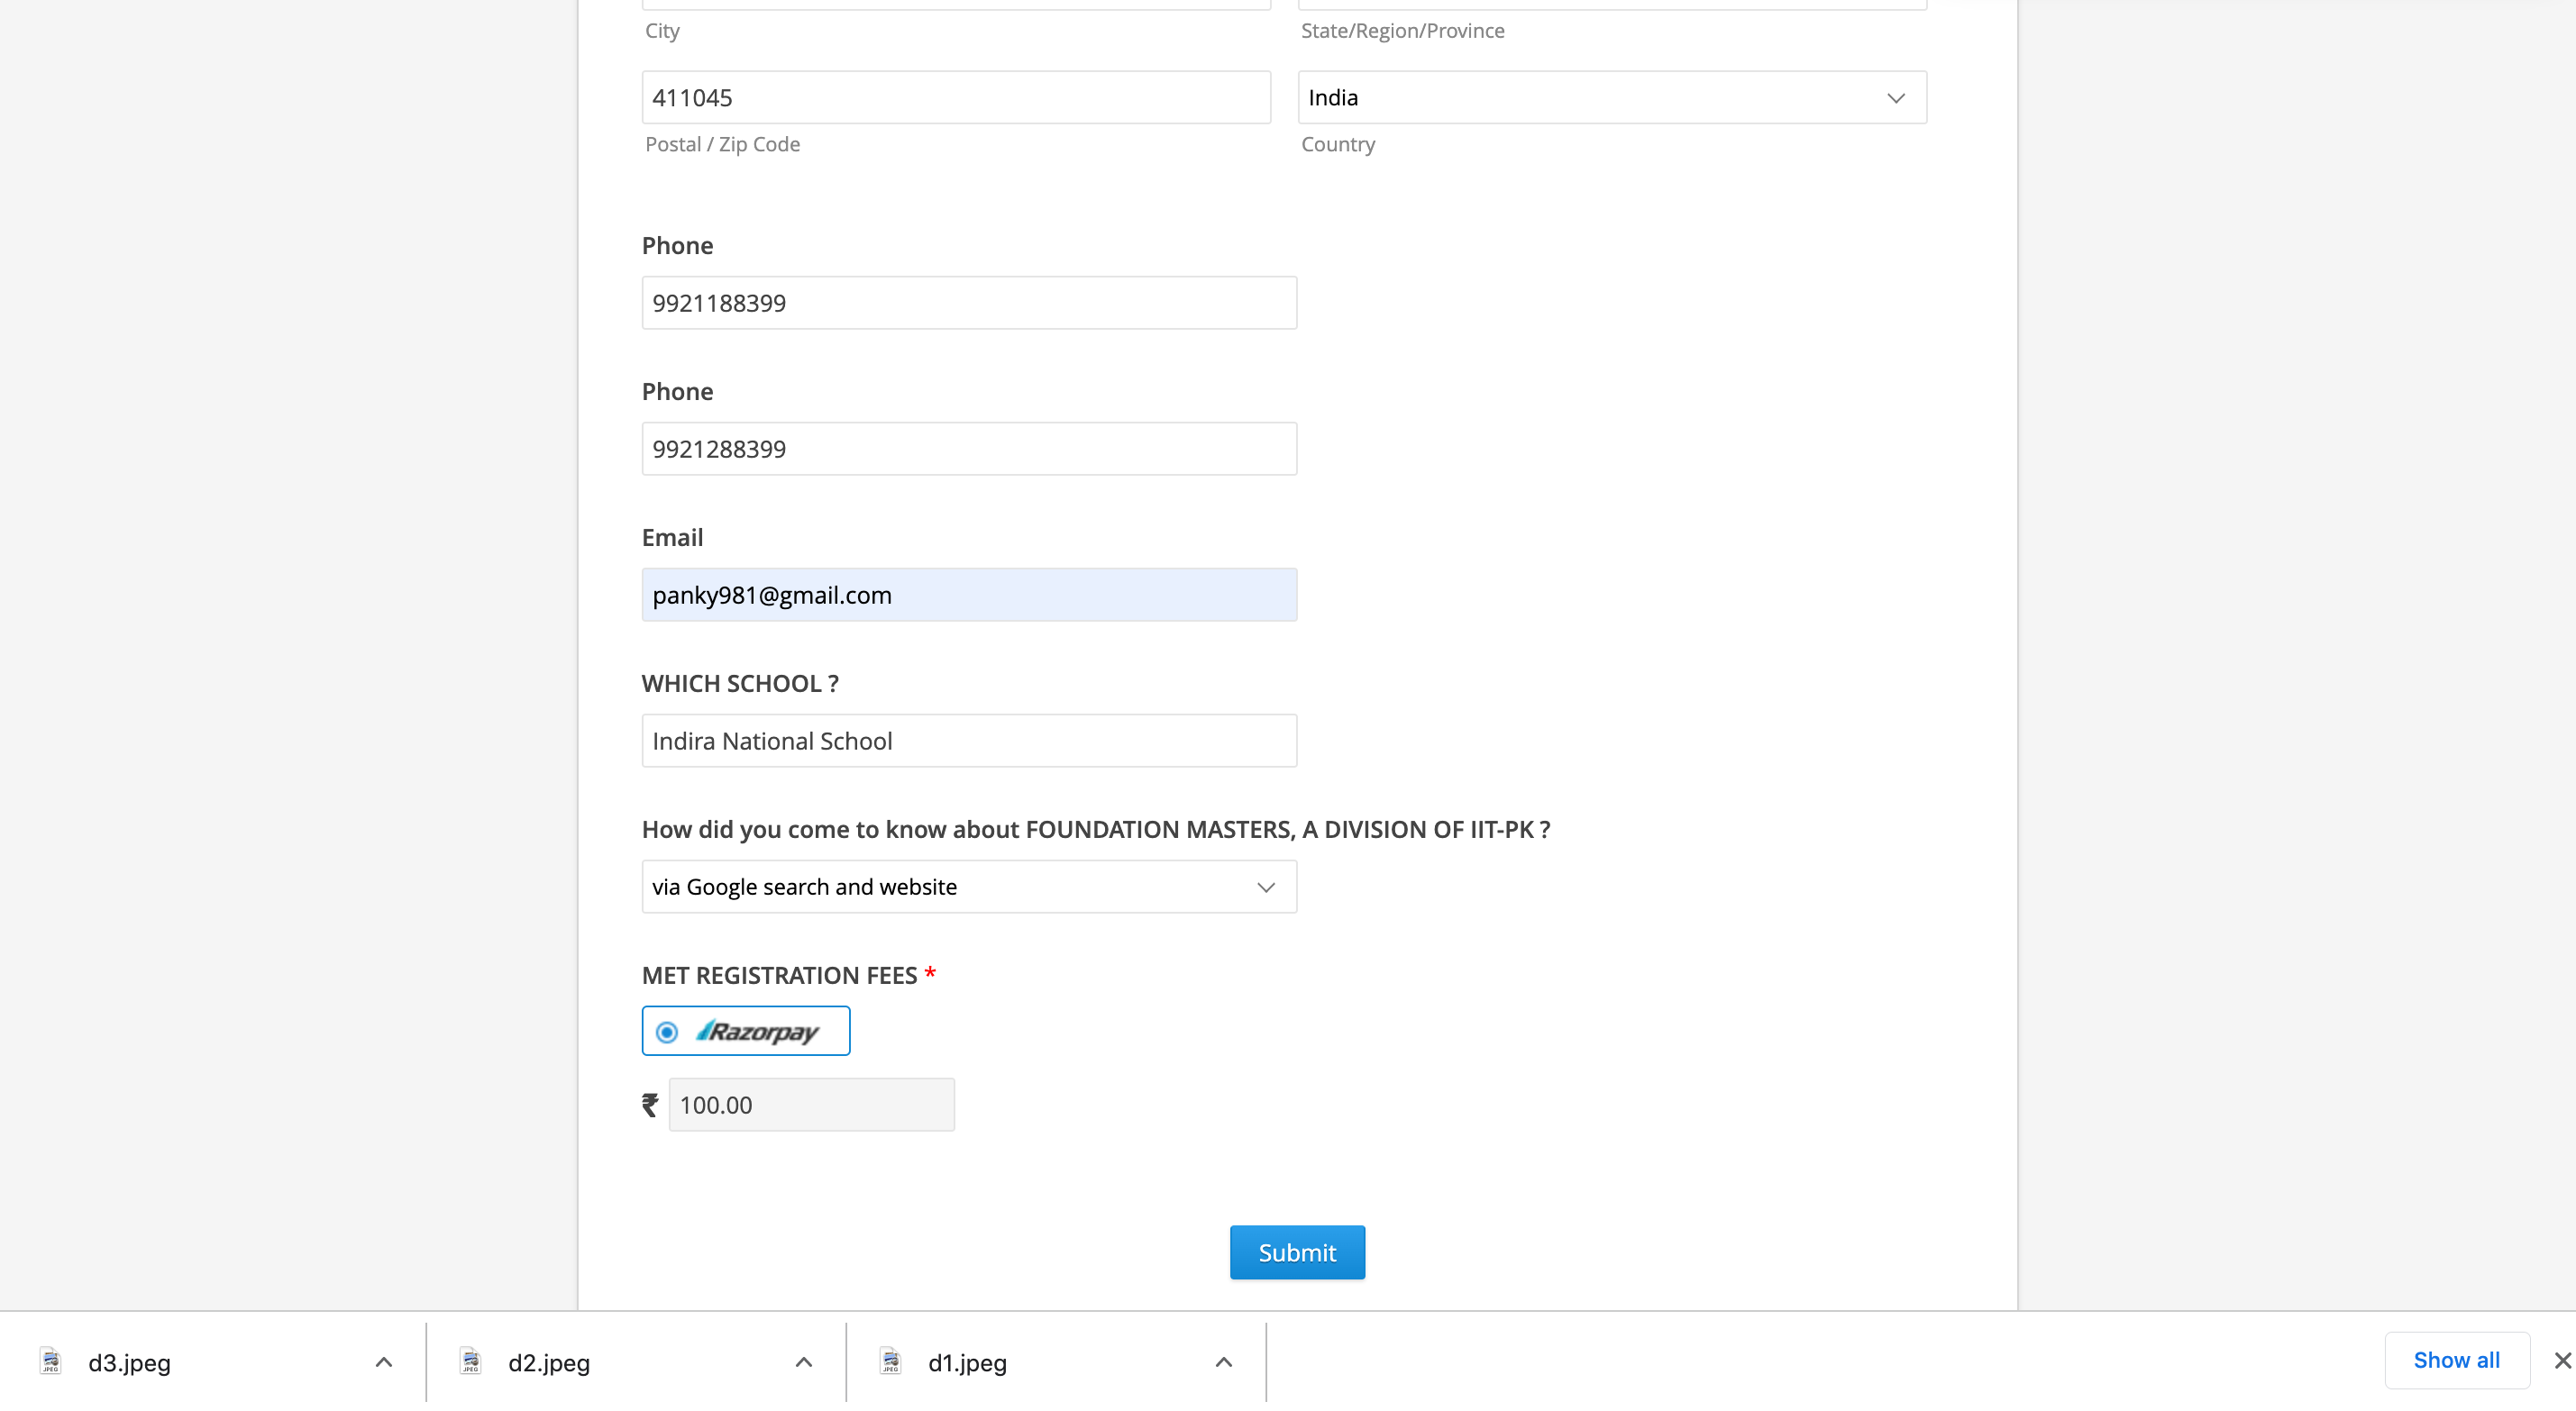 City State/Region/Province
411045 India
Postal / Zip Code Country
Phone
9921188399
Phone
9921288399
Email
panky981@gmail.com
WHICH SCHOOL ?
Indira National School
How did you come to know about FOUNDATION MASTERS, A DIVISION OF IIT-PK ?
via Google search and website
MET REGISTRATION FEES *
Razorpay
₹ 100.00
Submit
d3.jpeg d2.jpeg d1.jpeg Show all